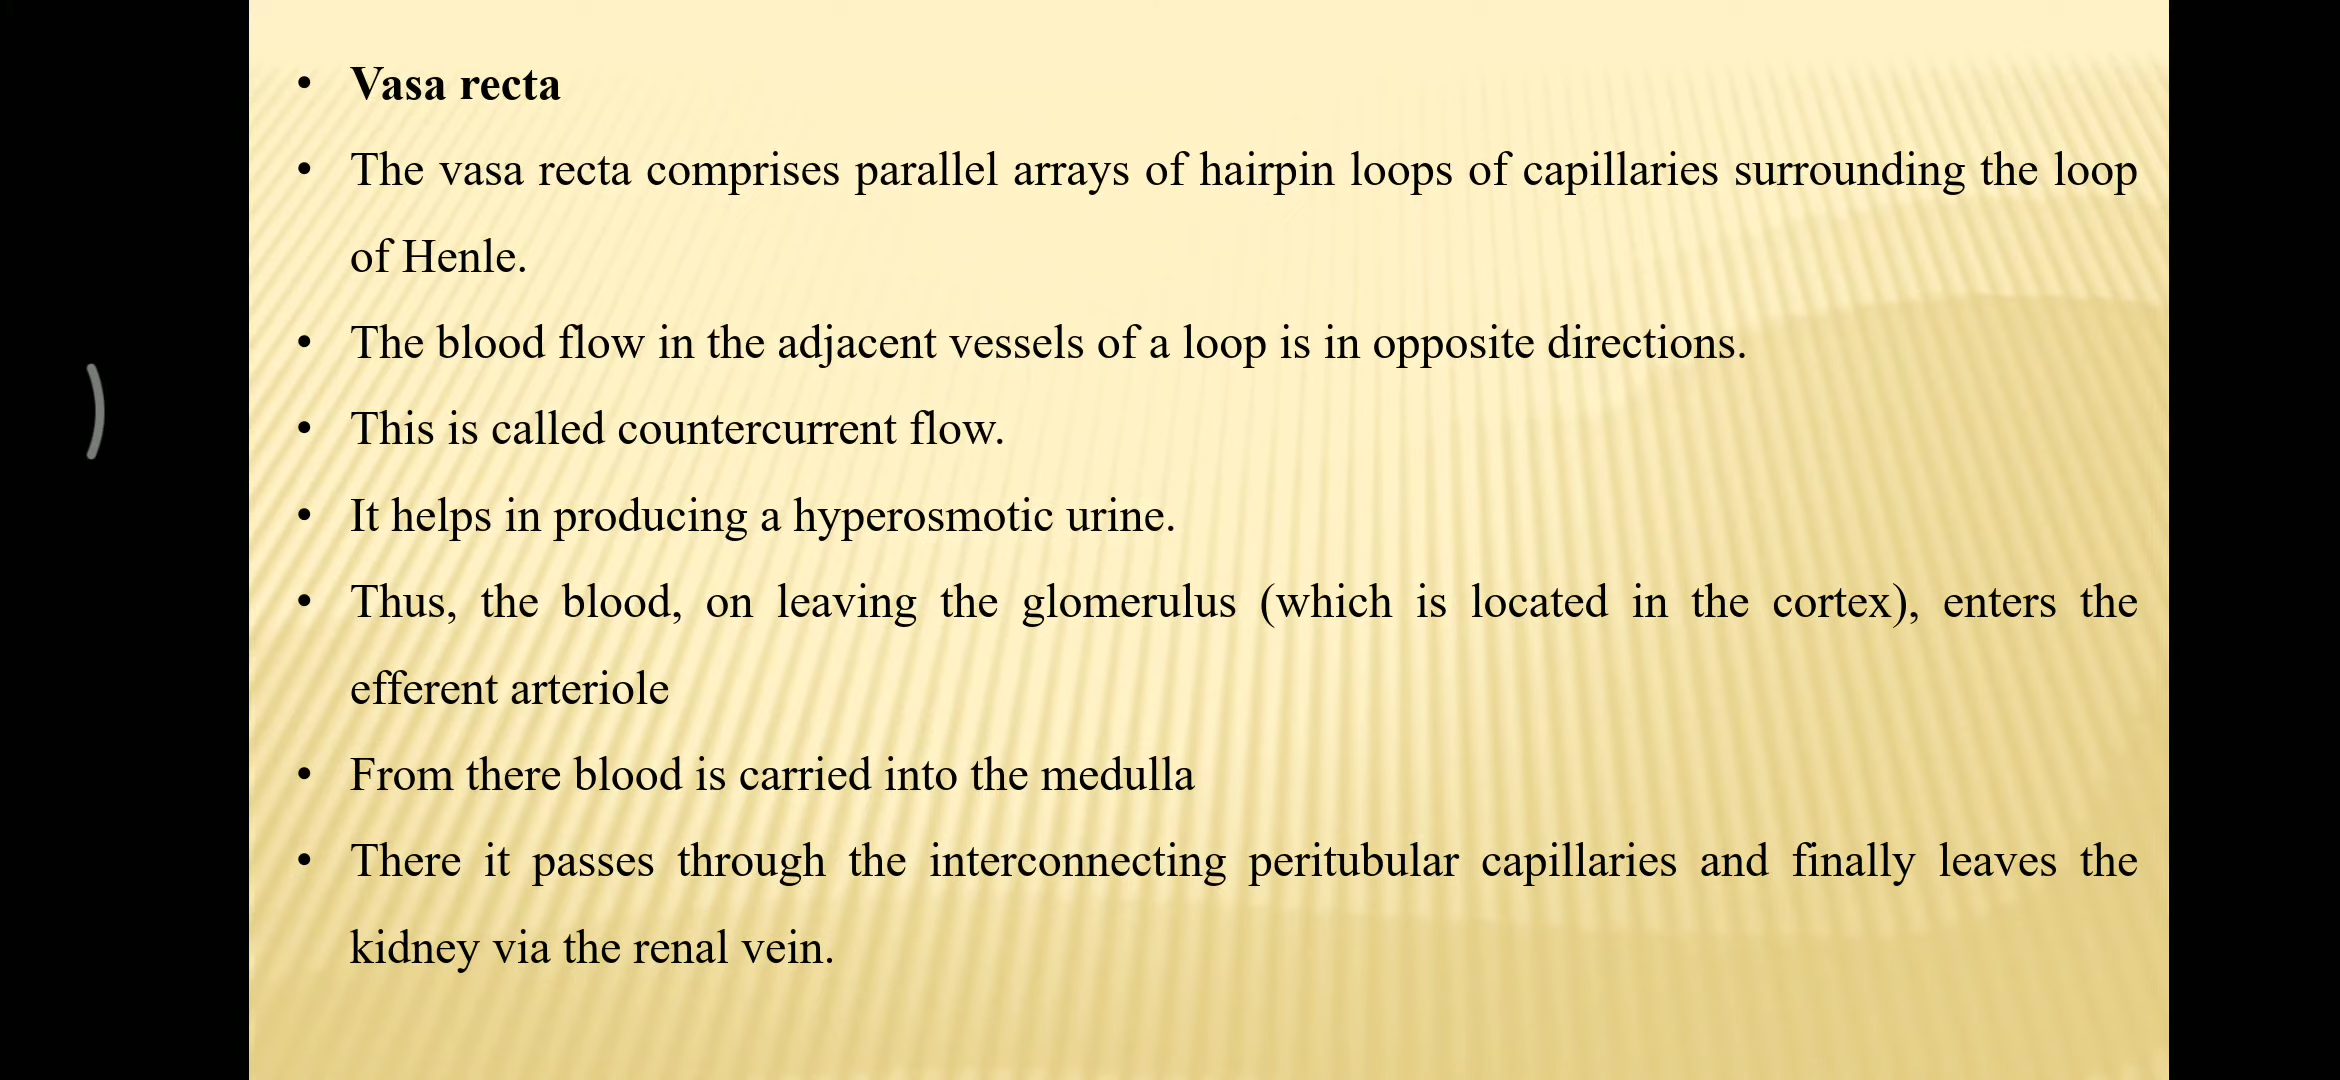 • Vasa recta
• The vasa recta comprises parallel arrays of hairpin loops of capillaries surrounding the loop
of Henle.
• The blood flow in the adjacent vessels of a loop is in opposite directions.
• This is called countercurrent flow.
• It helps in producing a hyperosmotic urine.
• Thus, the blood, on leaving the glomerulus (which is located in the cortex), enters the
efferent arteriole
• From there blood is carried into the medulla
• There it passes through the interconnecting peritubular capillaries and finally leaves the
kidney via the renal vein.